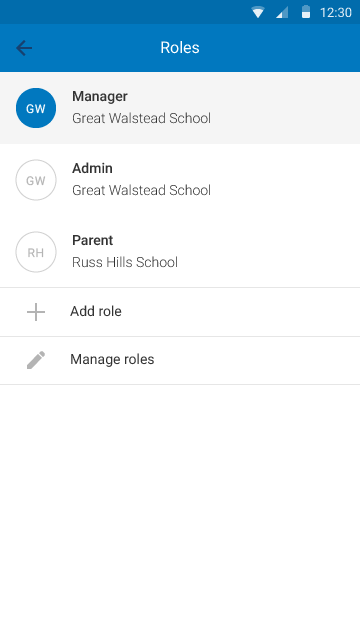 12:30
Roles
GW
Manager
Great Walstead School
GW
Admin
Great Walstead School
RH
Parent
Russ Hills School
Add role
Manage roles